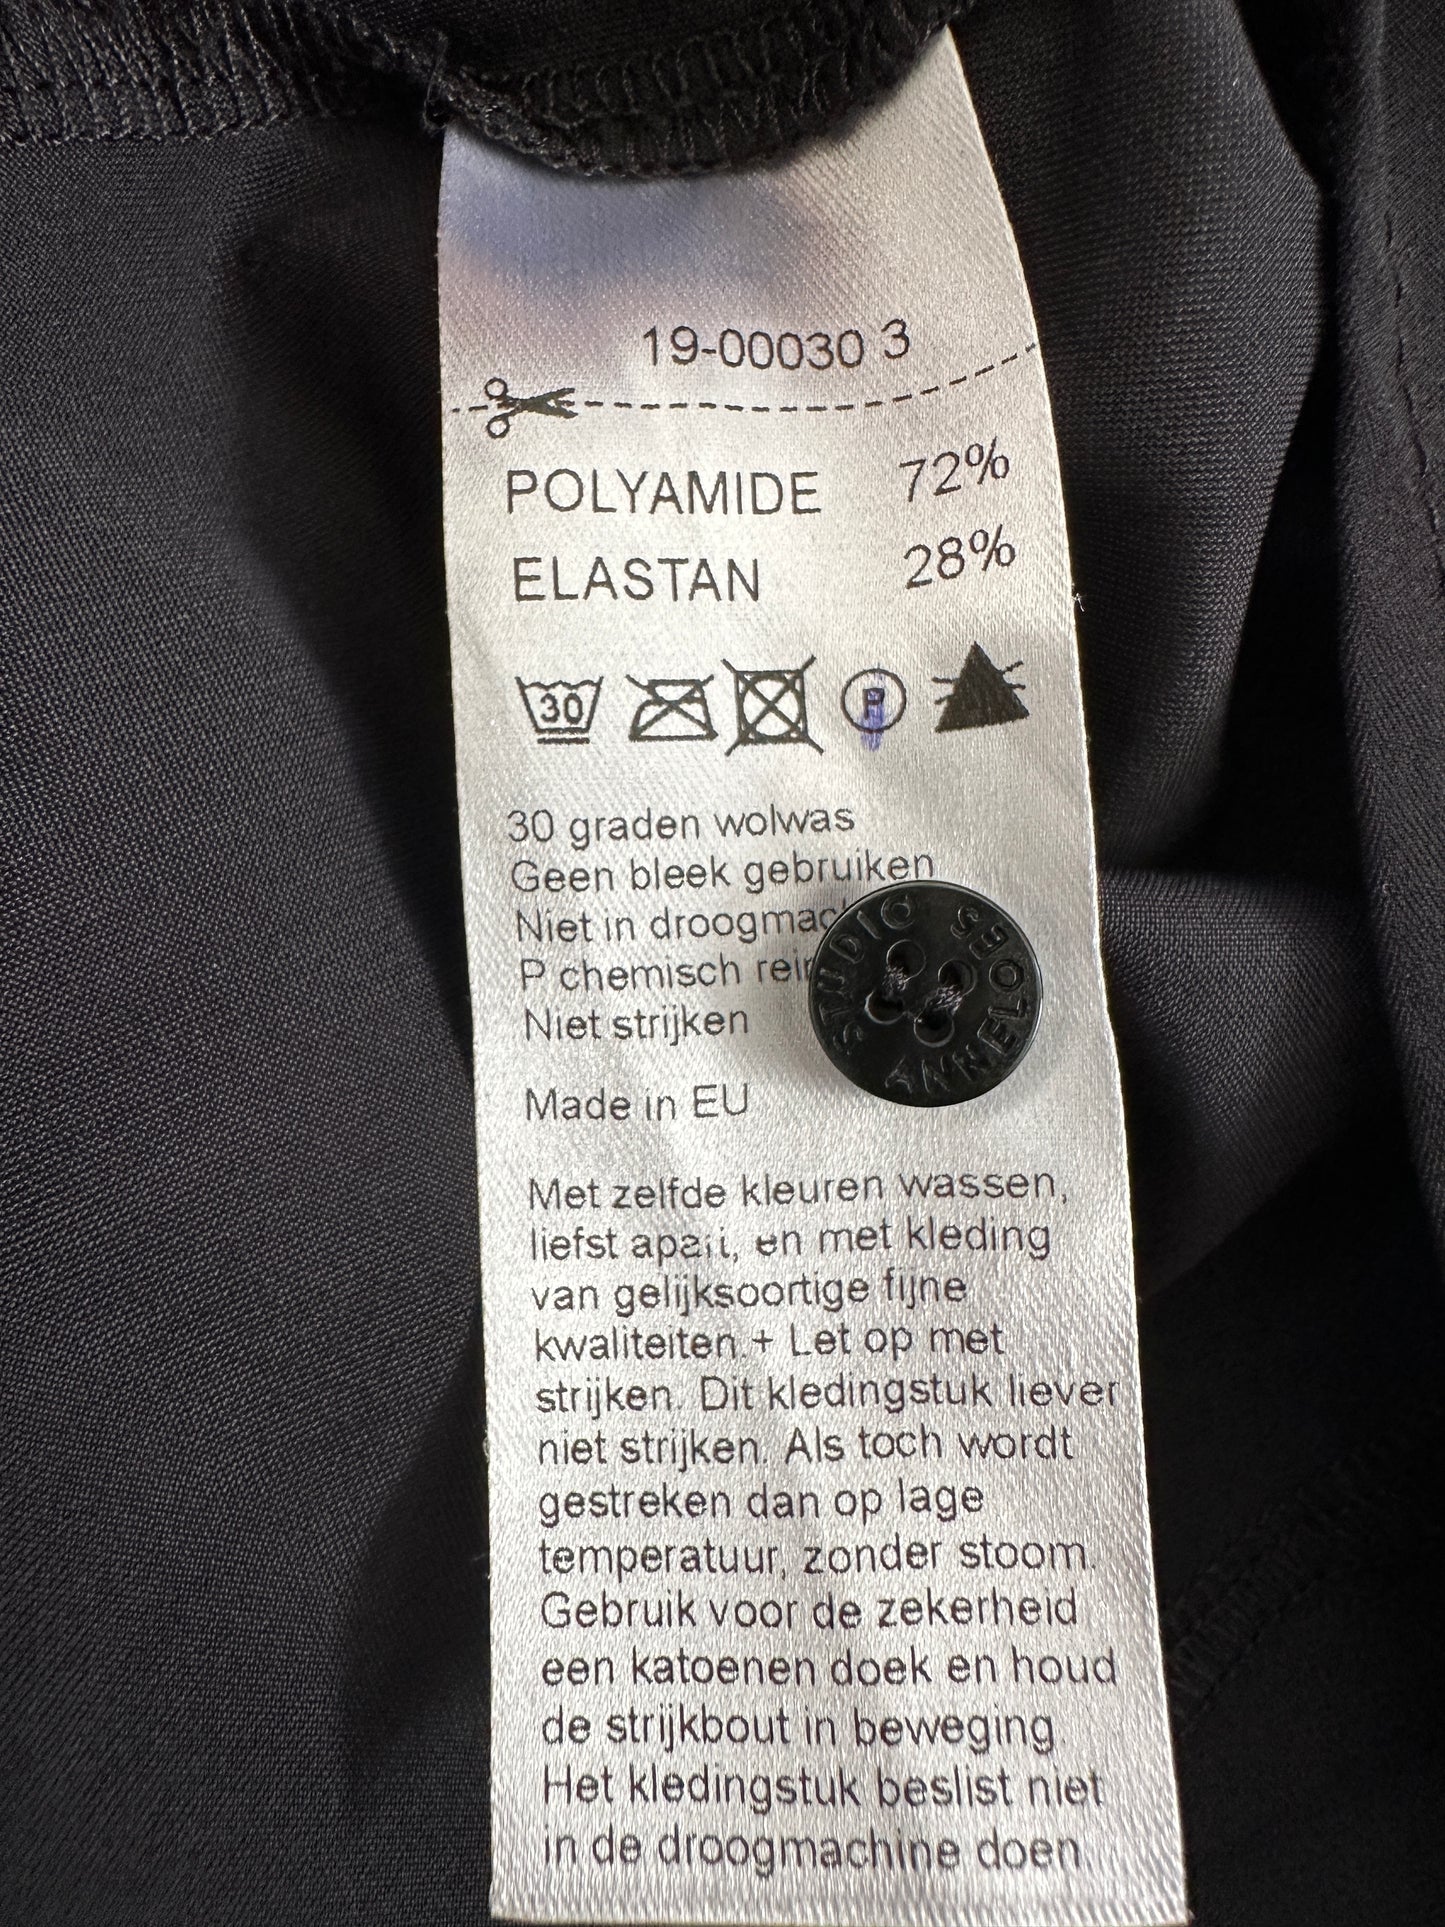 19-00030 3
POLYAMIDE 72%
ELASTAN 28%
30 P
30 graden wolwas
Geen bleek gebruiken
Niet in
P chemisch
Niet strijken
STUDIO ANNELOES
Made in EU
Met zelfde kleuren wassen,
liefst apart, en met kleding
van gelijksoortige fijne
kwaliteiten.+ Let op met
strijken. Dit kledingstuk liever
niet strijken. Als toch wordt
gestreken dan op lage
temperatuur, zonder stoom.
Gebruik voor de zekerheid
een katoenen doek en houd
de strijkbout in beweging.
Het kledingstuk beslist niet
in de droogmachine doen